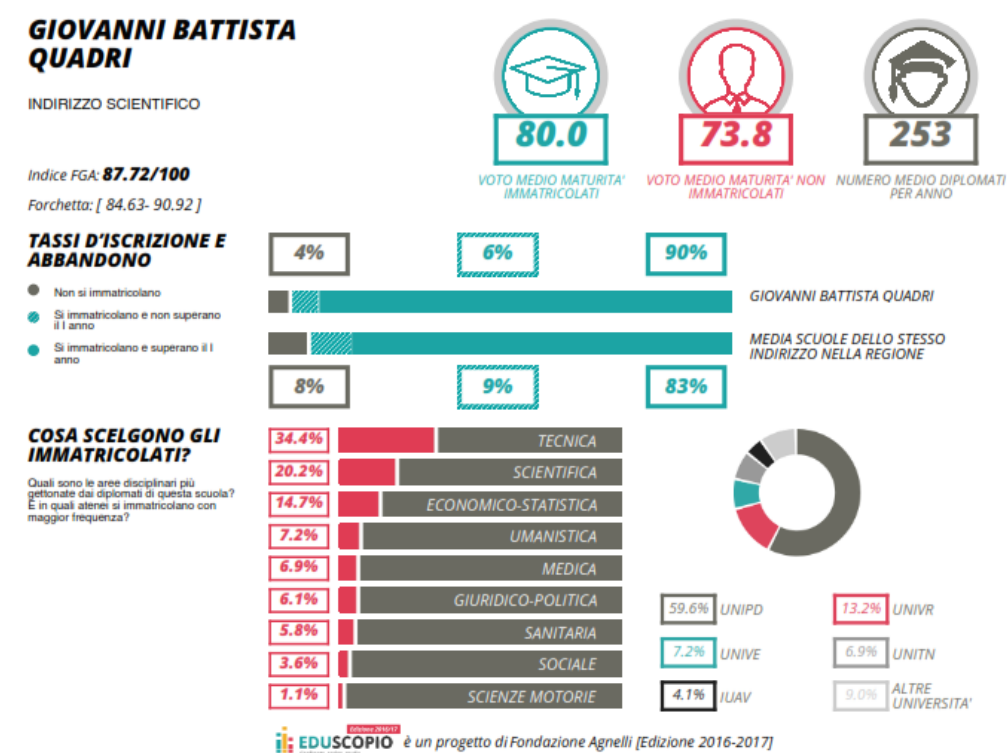 GIOVANNI BATTISTA
QUADRI
INDIRIZZO SCIENTIFICO
Indice FGA: 87.72/100
Forchetta: [ 84.63- 90.92 ]
80.0
VOTO MEDIO MATURITA'
IMMATRICOLATI
73.8
VOTO MEDIO MATURITA' NON
IMMATRICOLATI
253
NUMERO MEDIO DIPLOMATI
PER ANNO
TASSI D'ISCRIZIONE E
ABBANDONO
Non si immatricolano
Si immatricolano e non superano
il I anno
Si immatricolano e superano il I
anno
4%
6%
90%
GIOVANNI BATTISTA QUADRI
MEDIA SCUOLE DELLO STESSO
INDIRIZZO NELLA REGIONE
8%
9%
83%
COSA SCELGONO GLI
IMMATRICOLATI?
Quali sono le aree disciplinari più
gettonate dai diplomati di questa scuola?
E in quali atenei si immatricolano con
maggior frequenza?
34.4% TECNICA
20.2% SCIENTIFICA
14.7% ECONOMICO-STATISTICA
7.2% UMANISTICA
6.9% MEDICA
6.1% GIURIDICO-POLITICA
5.8% SANITARIA
3.6% SOCIALE
1.1% SCIENZE MOTORIE
59.6% UNIPD
13.2% UNIVR
7.2% UNIVE
6.9% UNITN
4.1% IUAV
9.0% ALTRE
UNIVERSITA'
Edizione 2016/17
EDUSCOPIO è un progetto di Fondazione Agnelli [Edizione 2016-2017]